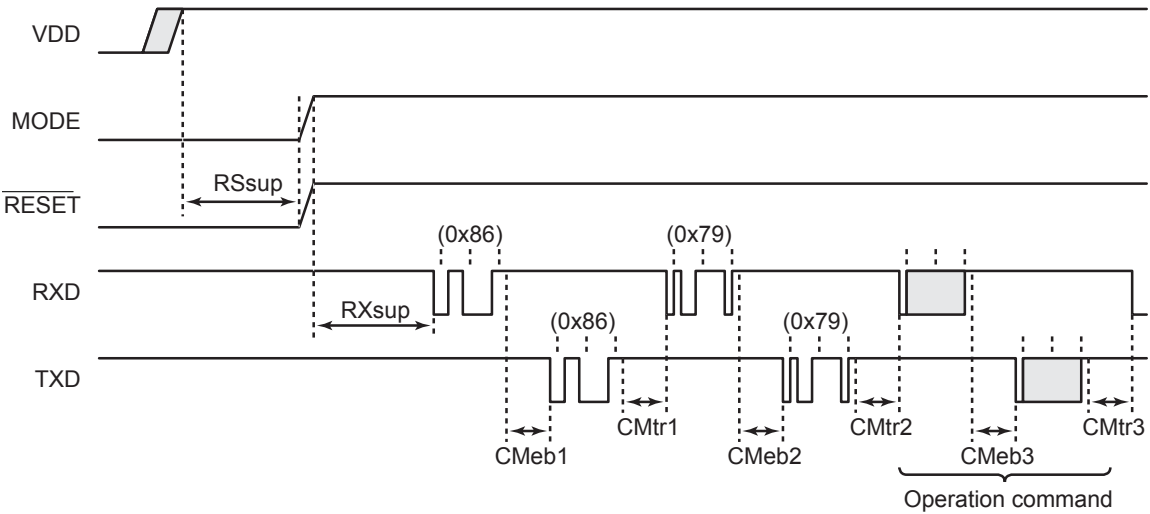 VDD
MODE
RSsup
RESET
(0x86)
(0x79)
RXD
RXsup
(0x86)
(0x79)
TXD
CMtr1
CMtr2
CMtr3
CMeb1
CMeb2
CMeb3
Operation command